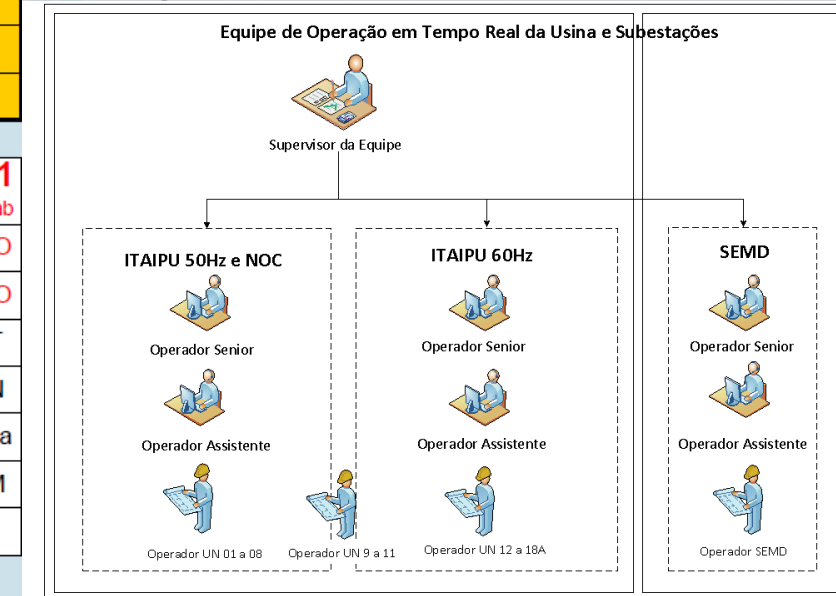 Equipe de Operação em Tempo Real da Usina e Subestações
Supervisor da Equipe
ITAIPU 50Hz e NOC
Operador Senior
Operador Assistente
Operador UN 01 a 08
Operador UN 9 a 11
ITAIPU 60Hz
Operador Senior
Operador Assistente
Operador UN 12 a 18A
SEMD
Operador Senior
Operador Assistente
Operador SEMD